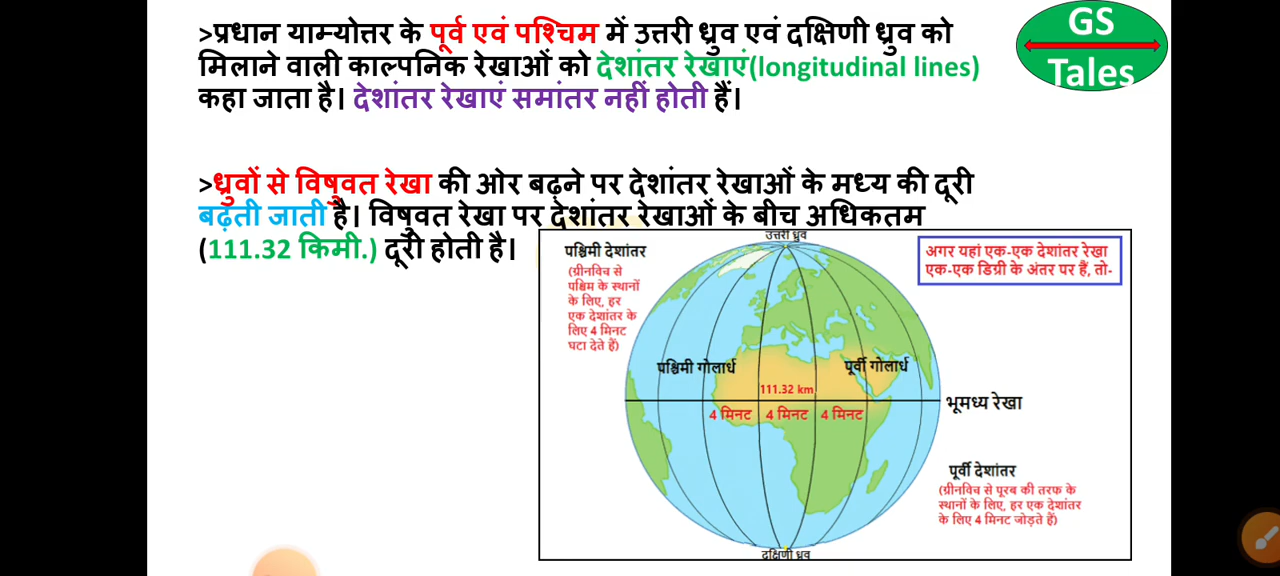 >प्रधान याम्योत्तर के पूर्व एवं पश्चिम में उत्तरी ध्रुव एवं दक्षिणी ध्रुव को
मिलाने वाली काल्पनिक रेखाओं को देशांतर रेखाएं(longitudinal lines)
कहा जाता है। देशांतर रेखाएं समांतर नहीं होती हैं।
GS
Tales
>ध्रुवों से विषुवत रेखा की ओर बढ़ने पर देशांतर रेखाओं के मध्य की दूरी
बढ़ती जाती है। विषुवत रेखा पर देशांतर रेखाओं के बीच अधिकतम
(111.32 किमी.) दूरी होती है।
उत्तरी ध्रुव
पश्चिमी देशांतर
(ग्रीनविच से
पश्चिम के स्थानों
के लिए, हर
एक देशांतर के
लिए 4 मिनट
घटा देते हैं)
अगर यहां एक-एक देशांतर रेखा
एक-एक डिग्री के अंतर पर हैं, तो-
पश्चिमी गोलार्ध
पूर्वी गोलार्ध
111.32 km
भूमध्य रेखा
4 मिनट
4 मिनट
4 मिनट
पूर्वी देशांतर
(ग्रीनविच से पूरब की तरफ के
स्थानों के लिए, हर एक देशांतर
के लिए 4 मिनट जोड़ते हैं)
दक्षिणी ध्रुव